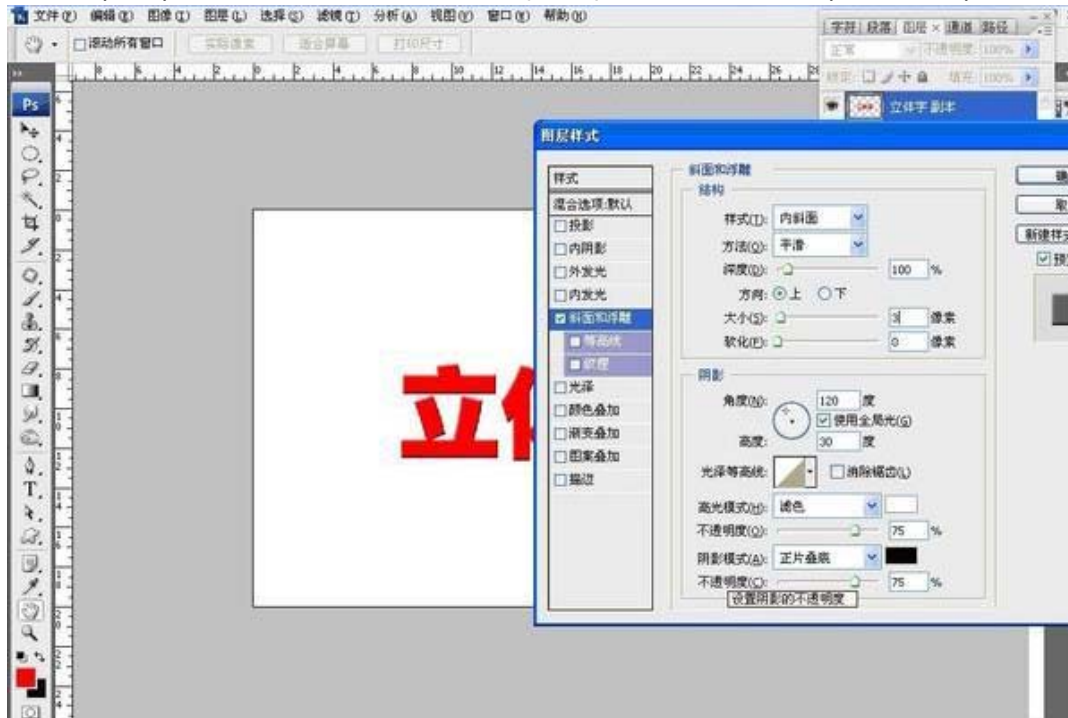 文件(F) 编辑(E) 图像(I) 图层(L) 选择(S) 滤镜(T) 分析(A) 视图(V) 窗口(W) 帮助(H)
滚动所有窗口 实际像素 适合屏幕 打印尺寸
字符 段落 图层 × 通道 路径
正常 不透明度: 100%
锁定: 填充: 100%
立体字 副本
Ps
立体
图层样式
样式
混合选项:默认
投影
内阴影
外发光
内发光
斜面和浮雕
等高线
纹理
光泽
颜色叠加
渐变叠加
图案叠加
描边
斜面和浮雕
结构
样式(T): 内斜面
方法(Q): 平滑
深度(D): 100 %
方向: 上 下
大小(S): 3 像素
软化(F): 0 像素
阴影
角度(N): 120 度
使用全局光(G)
高度: 30 度
光泽等高线: 消除锯齿(L)
高光模式(H): 滤色
不透明度(O): 75 %
阴影模式(A): 正片叠底
不透明度(C): 75 %
设置阴影的不透明度
确
取
新建样式
预